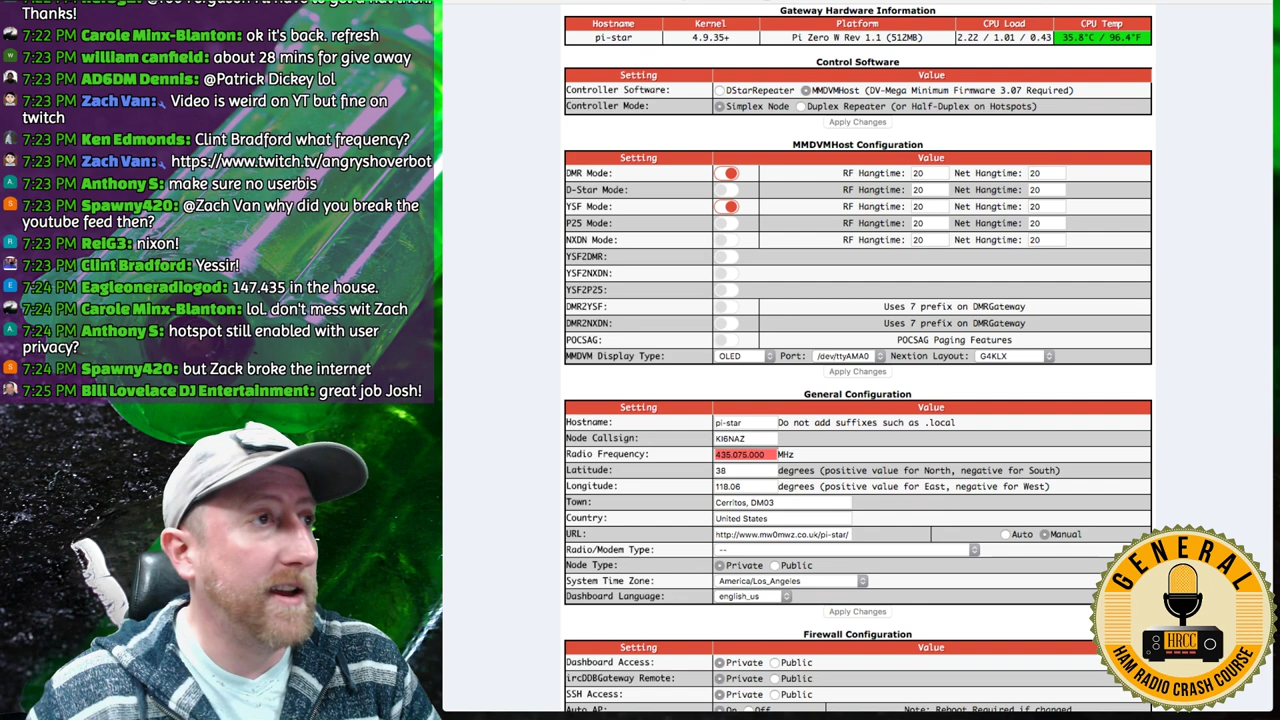 Thanks!
7:22 PM Carole Minx-Blanton: ok it's back. refresh
7:23 PM william canfield: about 28 mins for give away
7:23 PM AD6DM Dennis: @Patrick Dickey lol
7:23 PM Zach Van: Video is weird on YT but fine on
twitch
7:23 PM Ken Edmonds: Clint Bradford what frequency?
7:23 PM Zach Van: https://www.twitch.tv/angryshoverbot
7:23 PM Anthony S: make sure no userbis
7:23 PM Spawny420: @Zach Van why did you break the
youtube feed then?
7:23 PM RelG3: nixon!
7:23 PM Clint Bradford: Yessir!
7:24 PM Eagleoneradiogod: 147.435 in the house.
7:24 PM Carole Minx-Blanton: lol. don't mess wit Zach
7:24 PM Anthony S: hotspot still enabled with user
privacy?
7:24 PM Spawny420: but Zack broke the internet
7:25 PM Bill Lovelace DJ Entertainment: great job Josh!
Gateway Hardware Information
Hostname Kernel Platform CPU Load CPU Temp
pi-star 4.9.35+ Pi Zero W Rev 1.1 (512MB) 2.22 / 1.01 / 0.43 35.8°C / 96.4°F
Control Software
Setting Value
Controller Software: DStarRepeater MMDVMHost (DV-Mega Minimum Firmware 3.07 Required)
Controller Mode: Simplex Node Duplex Repeater (or Half-Duplex on Hotspots)
Apply Changes
MMDVMHost Configuration
Setting Value
DMR Mode: RF Hangtime: 20 Net Hangtime: 20
D-Star Mode: RF Hangtime: 20 Net Hangtime: 20
YSF Mode: RF Hangtime: 20 Net Hangtime: 20
P25 Mode: RF Hangtime: 20 Net Hangtime: 20
NXDN Mode: RF Hangtime: 20 Net Hangtime: 20
YSF2DMR:
YSF2NXDN:
YSF2P25:
DMR2YSF: Uses 7 prefix on DMRGateway
DMR2NXDN: Uses 7 prefix on DMRGateway
POCSAG: POCSAG Paging Features
MMDVM Display Type: OLED Port: /dev/ttyAMA0 Nextion Layout: G4KLX
Apply Changes
General Configuration
Setting Value
Hostname: pi-star Do not add suffixes such as .local
Node Callsign: KI6NAZ
Radio Frequency: 435.075.000 MHz
Latitude: 38 degrees (positive value for North, negative for South)
Longitude: 118.06 degrees (positive value for East, negative for West)
Town: Cerritos, DM03
Country: United States
URL: http://www.mw0mwz.co.uk/pi-star/ Auto Manual
Radio/Modem Type: --
Node Type: Private Public
System Time Zone: America/Los_Angeles
Dashboard Language: english_us
Apply Changes
Firewall Configuration
Setting Value
Dashboard Access: Private Public
ircDDBGateway Remote: Private Public
SSH Access: Private Public
Auto AP: On Off Note: Reboot Required if changed
GENERAL
HRCC
HAM RADIO CRASH COURSE